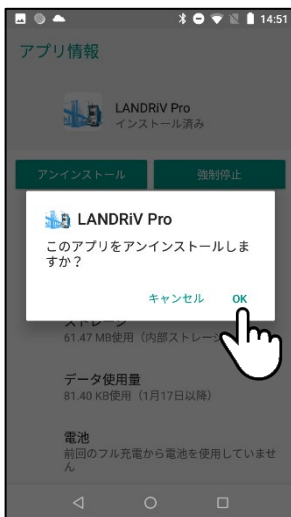 14:51
アプリ情報
LANDRiV Pro
インストール済み
アンインストール
強制停止
LANDRiV Pro
このアプリをアンインストールしま
すか？
キャンセル
OK
ストレージ
61.47 MB使用（内部ストレージ
データ使用量
81.40 KB使用（1月17日以降）
電池
前回のフル充電から電池を使用していませ
ん